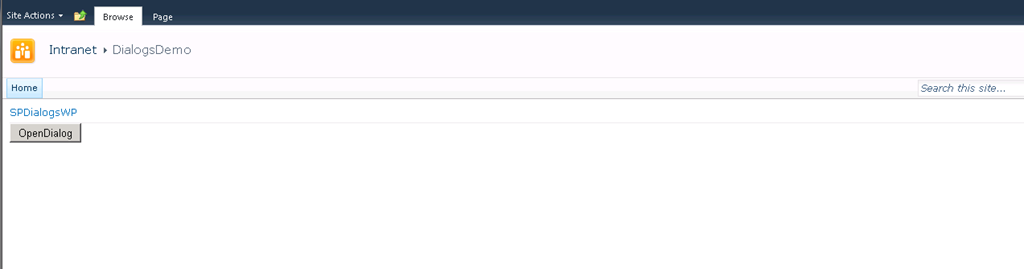 Site Actions Browse Page
Intranet DialogsDemo
Home Search this site...
SPDialogsWP
OpenDialog